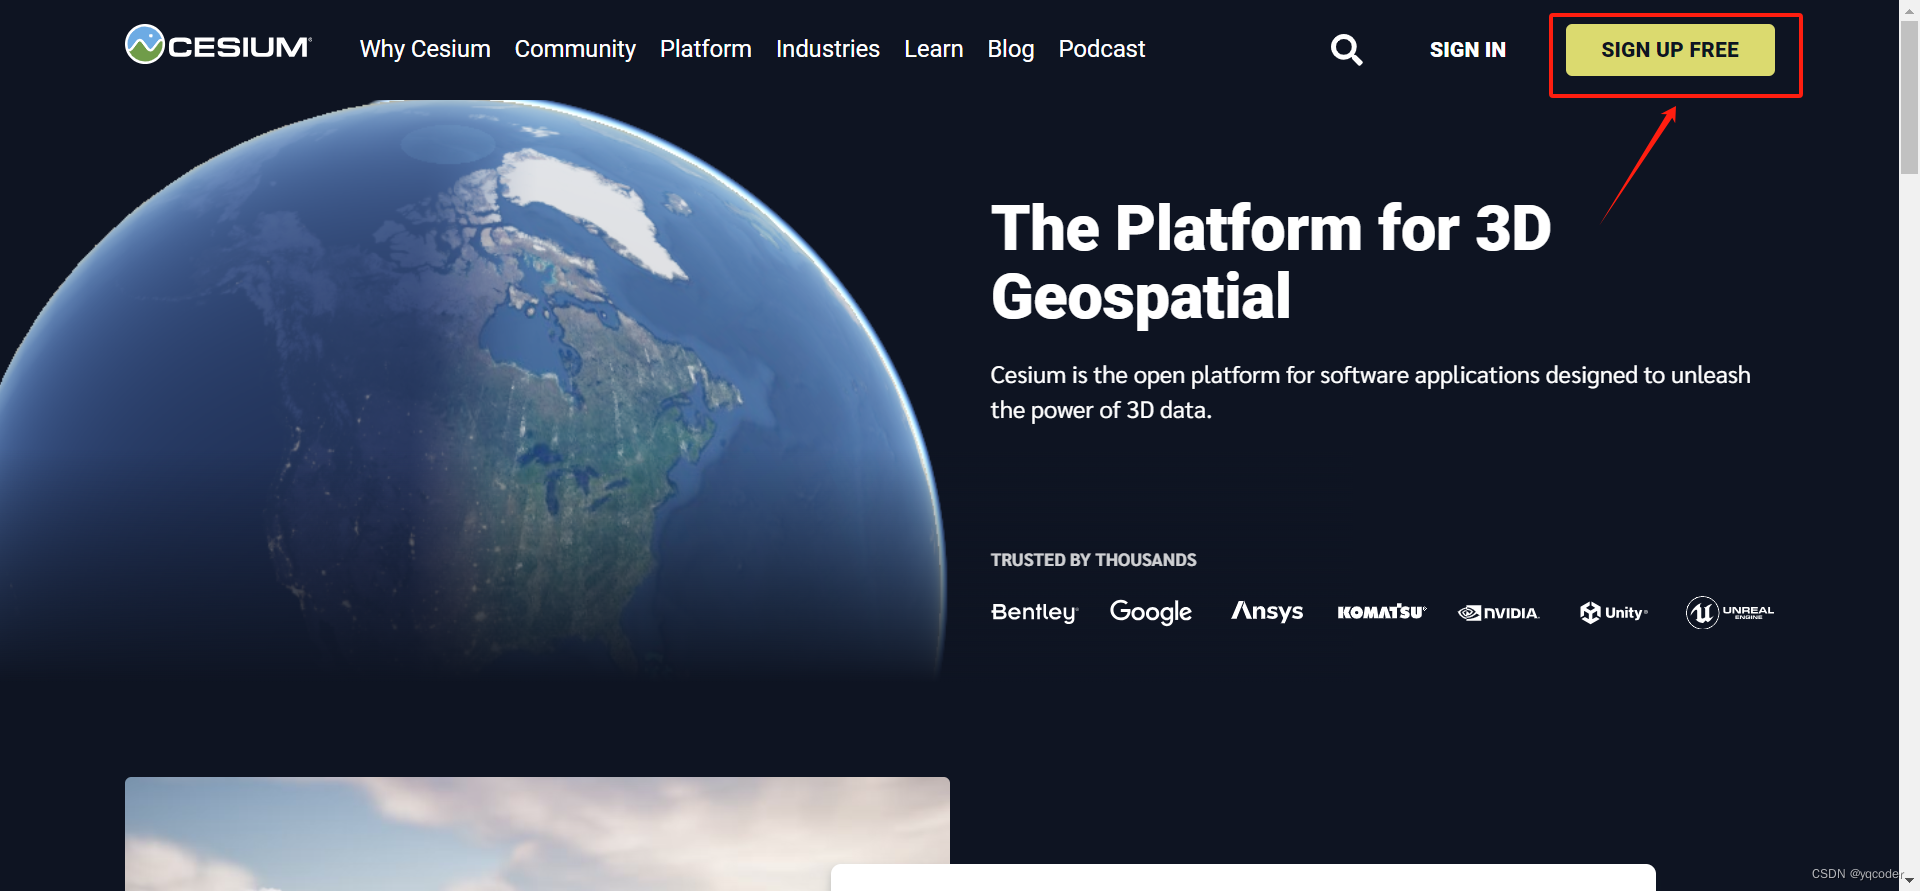 CESIUM
Why Cesium Community Platform Industries Learn Blog Podcast
SIGN IN
SIGN UP FREE
The Platform for 3D
Geospatial
Cesium is the open platform for software applications designed to unleash
the power of 3D data.
TRUSTED BY THOUSANDS
Bentley Google Ansys KOMATSU NVIDIA. Unity UNREAL
ENGINE
CSDN @yqcoder